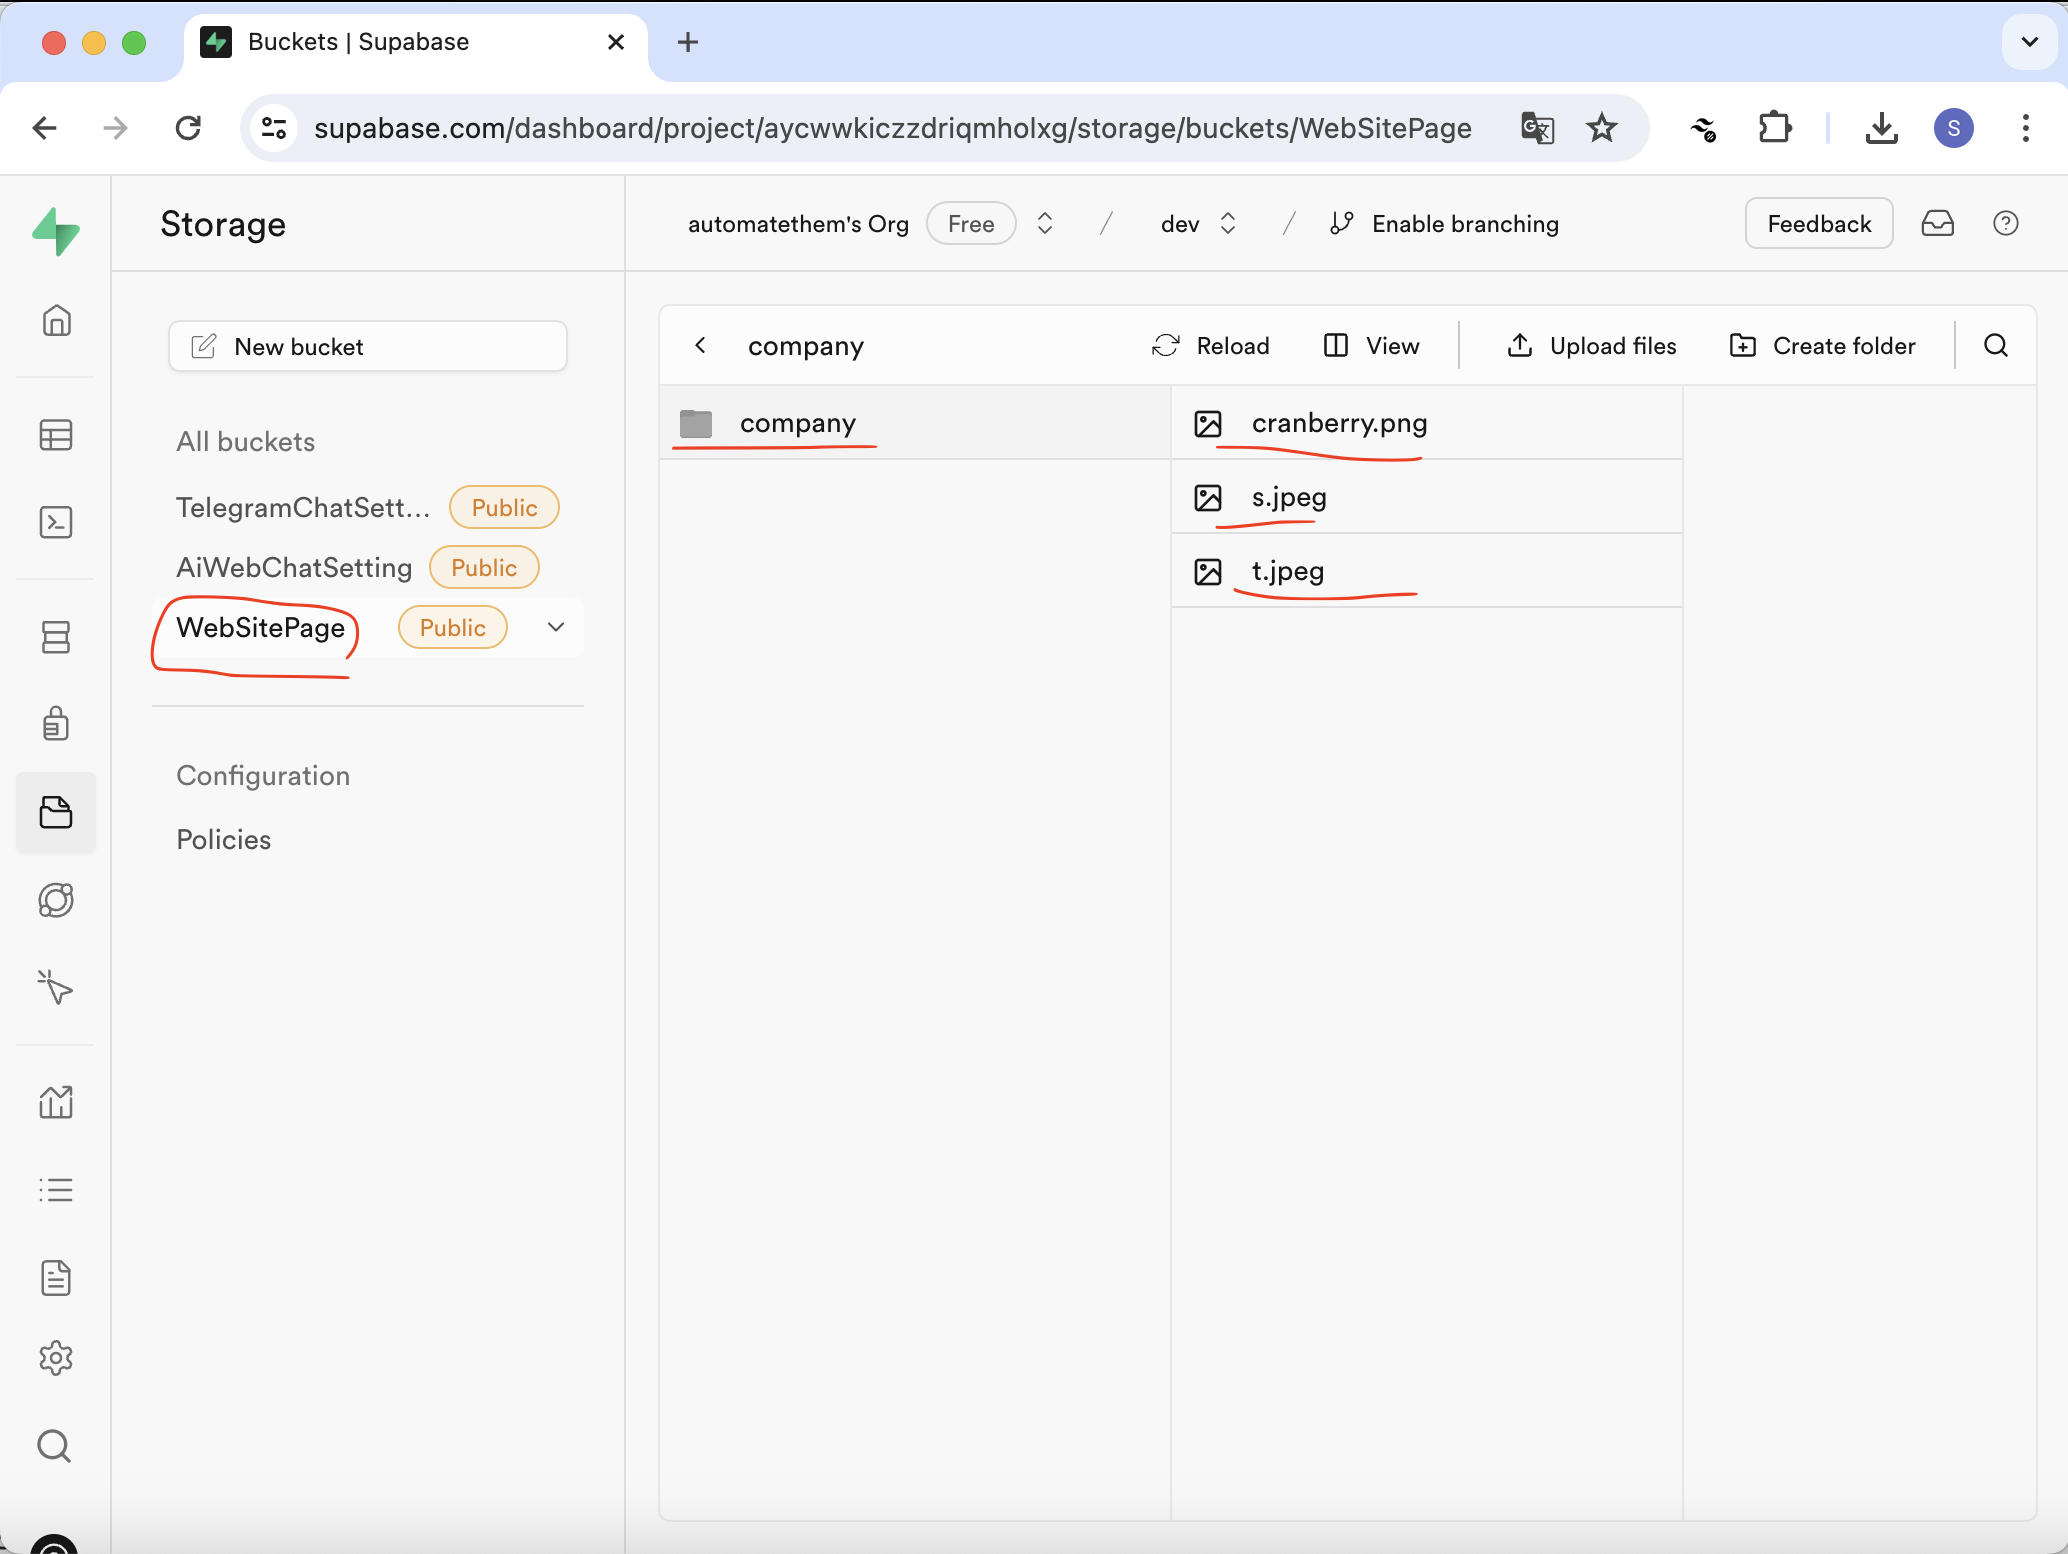 Buckets | Supabase
supabase.com/dashboard/project/aycwwkiczzdriqmholxg/storage/buckets/WebSitePage
S
Storage
automatethem's Org Free / dev / Enable branching Feedback
New bucket
All buckets
TelegramChatSett... Public
AiWebChatSetting Public
WebSitePage Public
Configuration
Policies
company Reload View Upload files Create folder
company
cranberry.png
s.jpeg
t.jpeg